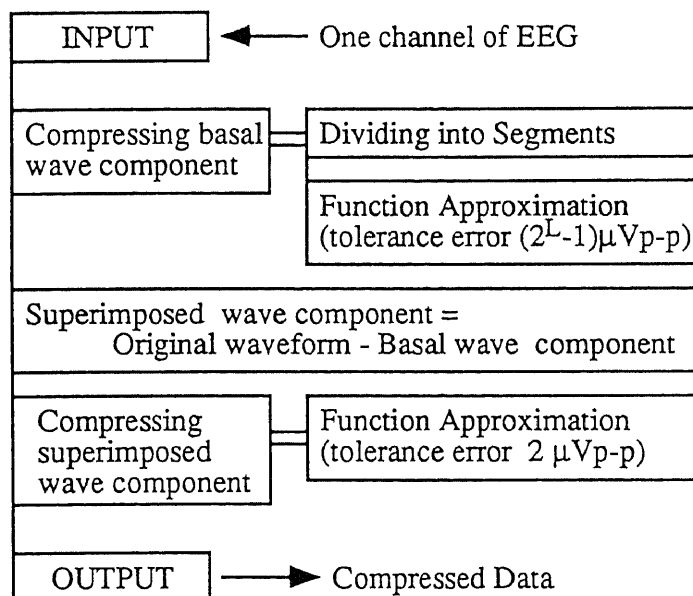 INPUT
One channel of EEG
Compressing basal
wave component
Dividing into Segments
Function Approximation
(tolerance error (2^L-1)μVp-p)
Superimposed wave component =
Original waveform - Basal wave component
Compressing
superimposed
wave component
Function Approximation
(tolerance error 2 μVp-p)
OUTPUT
Compressed Data